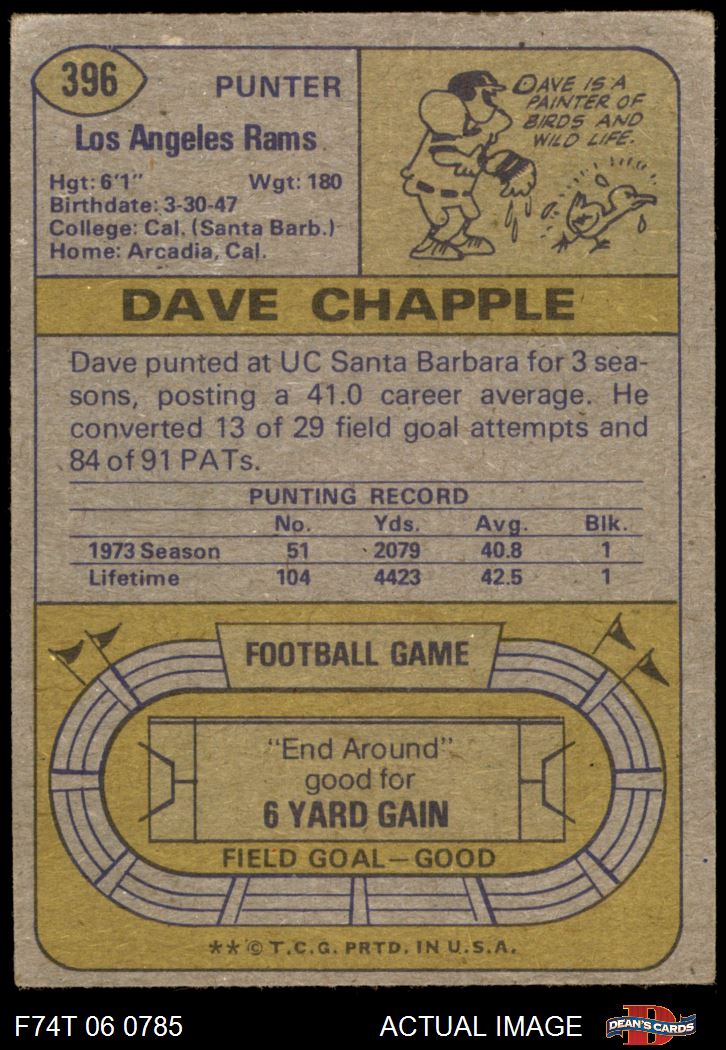 396
PUNTER
Los Angeles Rams
Hgt: 6'1" Wgt: 180
Birthdate: 3-30-47
College: Cal. (Santa Barb.)
Home: Arcadia, Cal.
DAVE IS A
PAINTER OF
BIRDS AND
WILD LIFE.
DAVE CHAPPLE
Dave punted at UC Santa Barbara for 3 sea-
sons, posting a 41.0 career average. He
converted 13 of 29 field goal attempts and
84 of 91 PATs.
PUNTING RECORD
No. Yds. Avg. Blk.
1973 Season 51 2079 40.8 1
Lifetime 104 4423 42.5 1
FOOTBALL GAME
"End Around"
good for
6 YARD GAIN
FIELD GOAL—GOOD
**© T.C.G. PRTD. IN U.S.A.
F74T 06 0785 ACTUAL IMAGE
D
DEAN'S CARDS